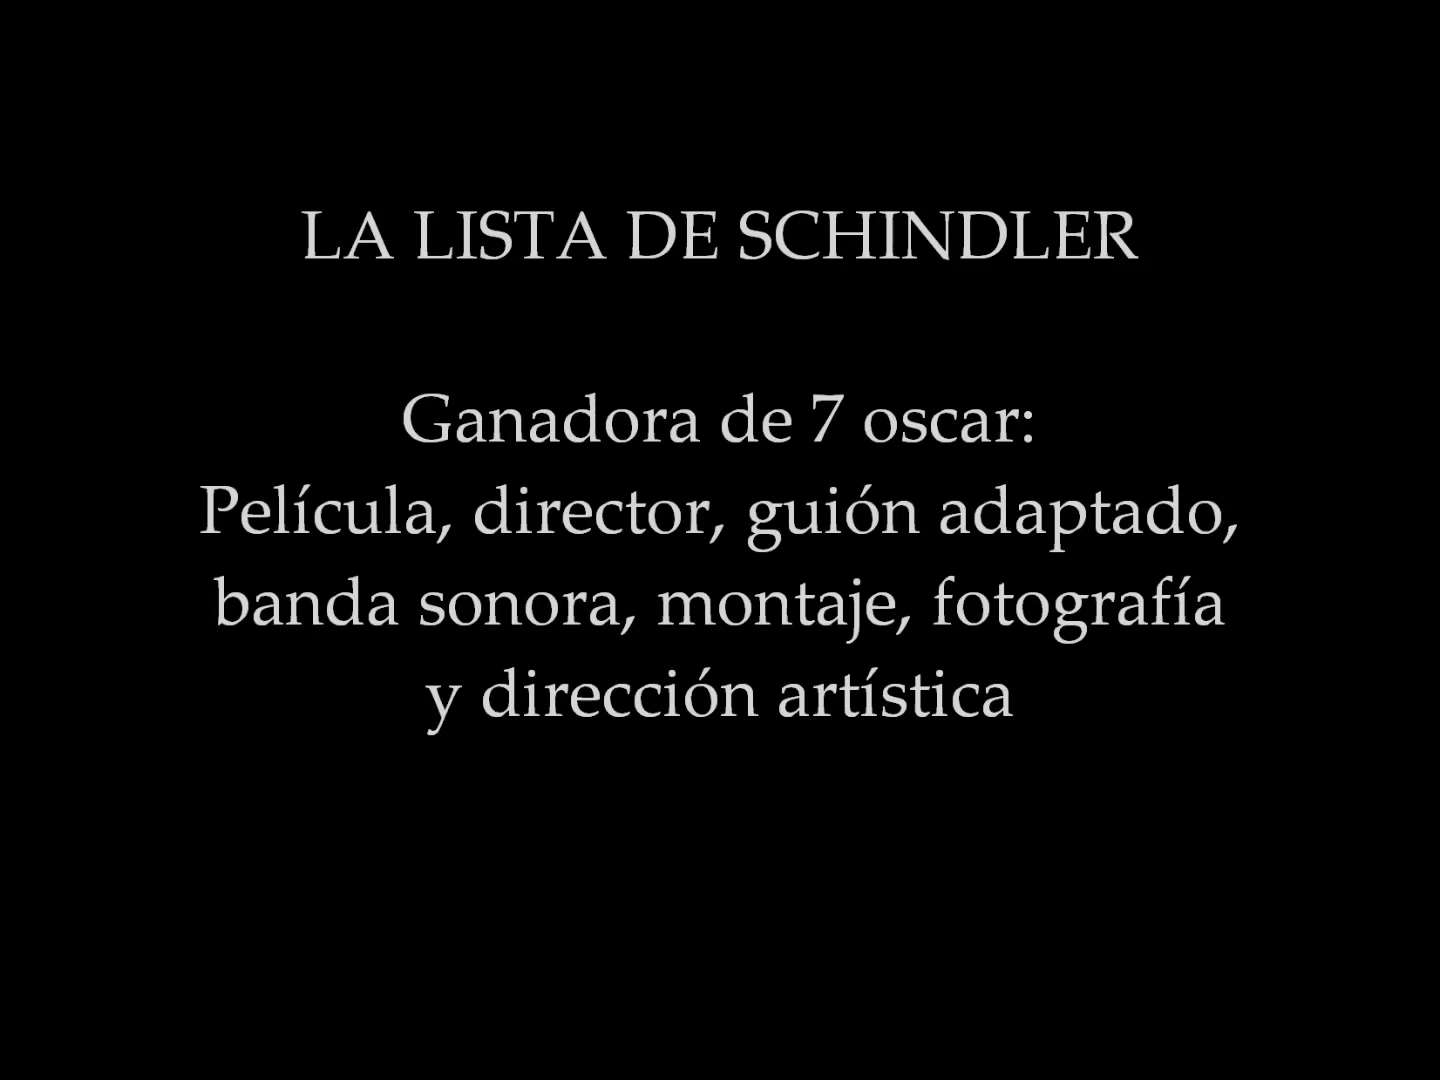 LA LISTA DE SCHINDLER
Ganadora de 7 oscar:
Película, director, guión adaptado,
banda sonora, montaje, fotografía
y dirección artística